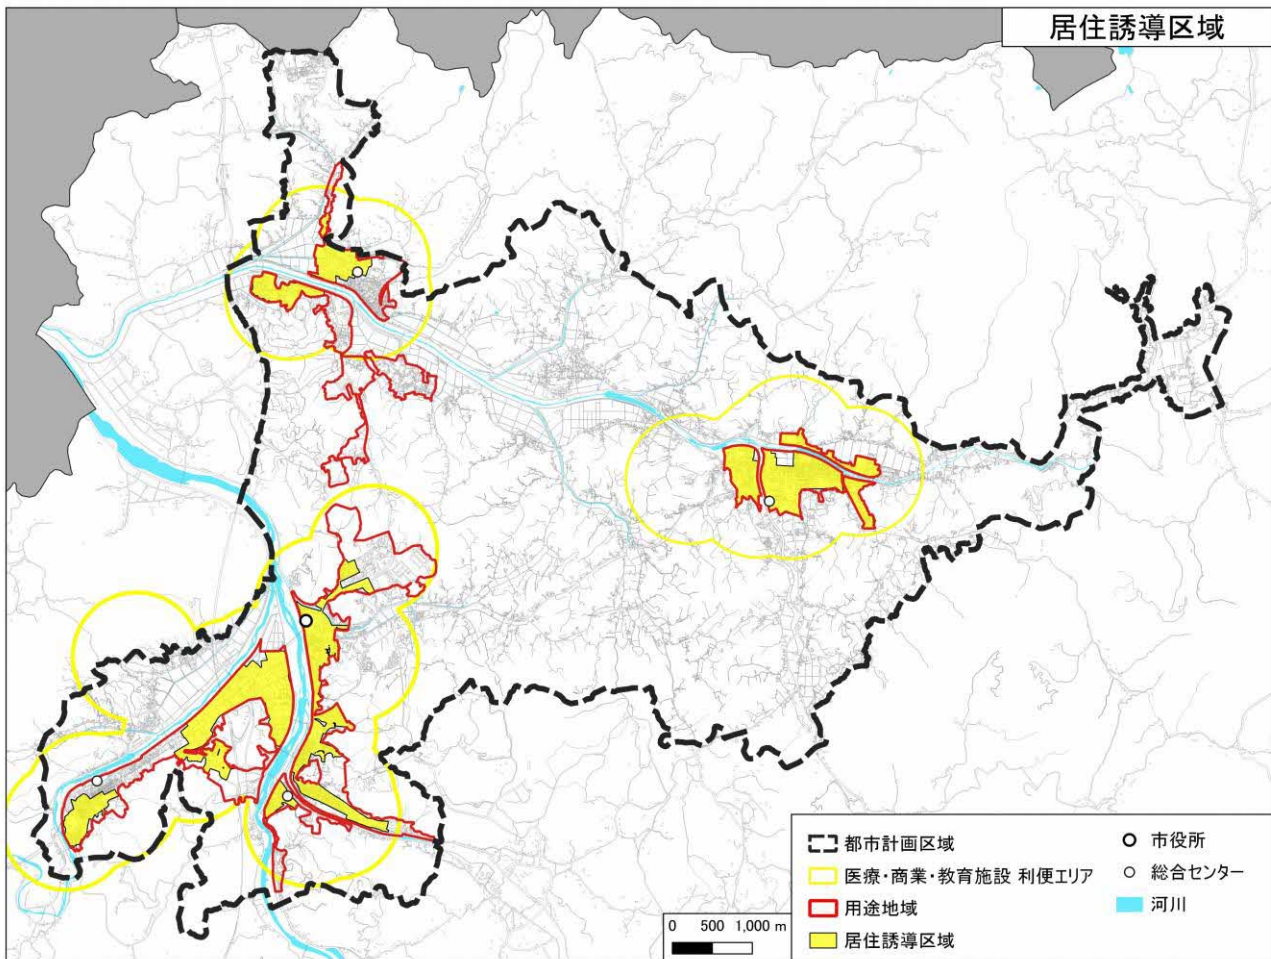 居住誘導区域
都市計画区域
医療・商業・教育施設 利便エリア
用途地域
居住誘導区域
市役所
総合センター
河川
0 500 1,000 m